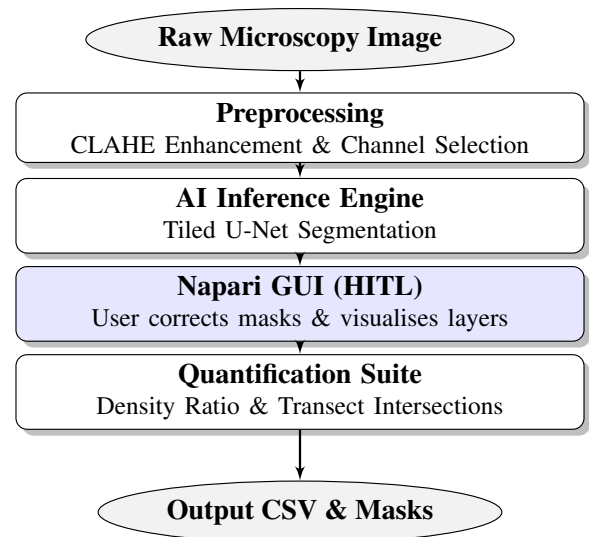 Raw Microscopy Image
Preprocessing
CLAHE Enhancement & Channel Selection
AI Inference Engine
Tiled U-Net Segmentation
Napari GUI (HITL)
User corrects masks & visualises layers
Quantification Suite
Density Ratio & Transect Intersections
Output CSV & Masks